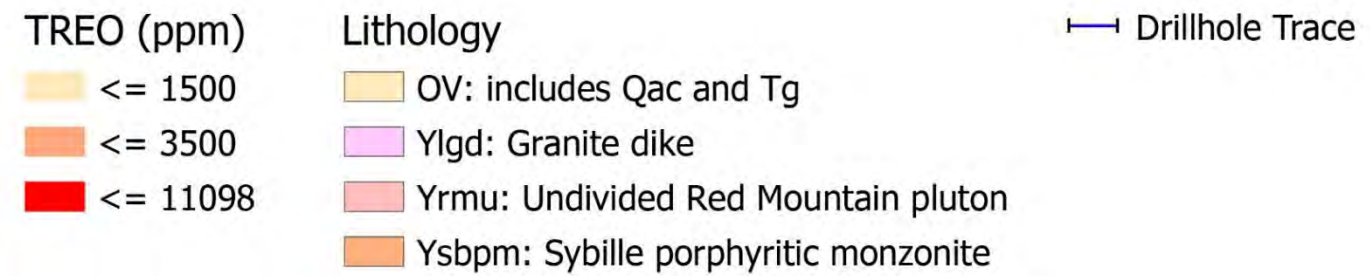 TREO (ppm)
<= 1500
<= 3500
<= 11098
Lithology
OV: includes Qac and Tg
Ylgd: Granite dike
Yrmu: Undivided Red Mountain pluton
Ysbpm: Sybille porphyritic monzonite
Drillhole Trace